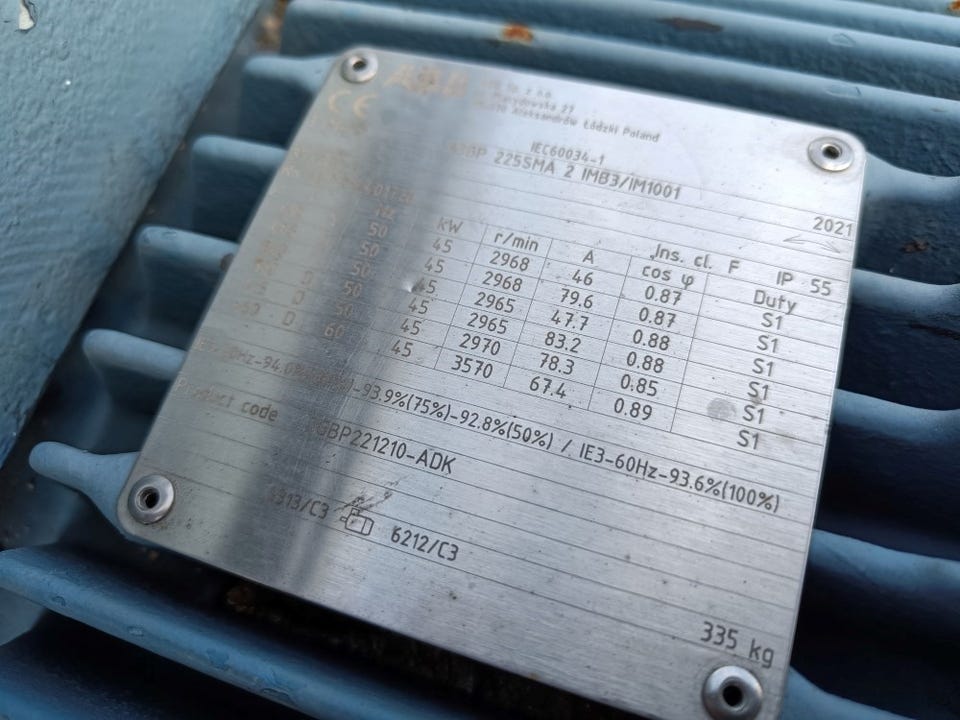 ABB
CE
Aleksandrów Łódzki Poland
IEC60034-1
225SMA 2 IMB3/IM1001
2021
Ins. cl. F IP 55
Hz kW r/min A cos φ Duty
50 45 2968 46 0.87 S1
50 45 2968 79.6 0.87 S1
50 45 2965 47.7 0.88 S1
D 50 45 2965 83.2 0.88 S1
50 45 2970 78.3 0.85 S1
D 60 45 3570 67.4 0.89 S1
-93.9%(75%)-92.8%(50%) / IE3-60Hz-93.6%(100%)
Product code GBP221210-ADK
6313/C3 6212/C3
335 kg